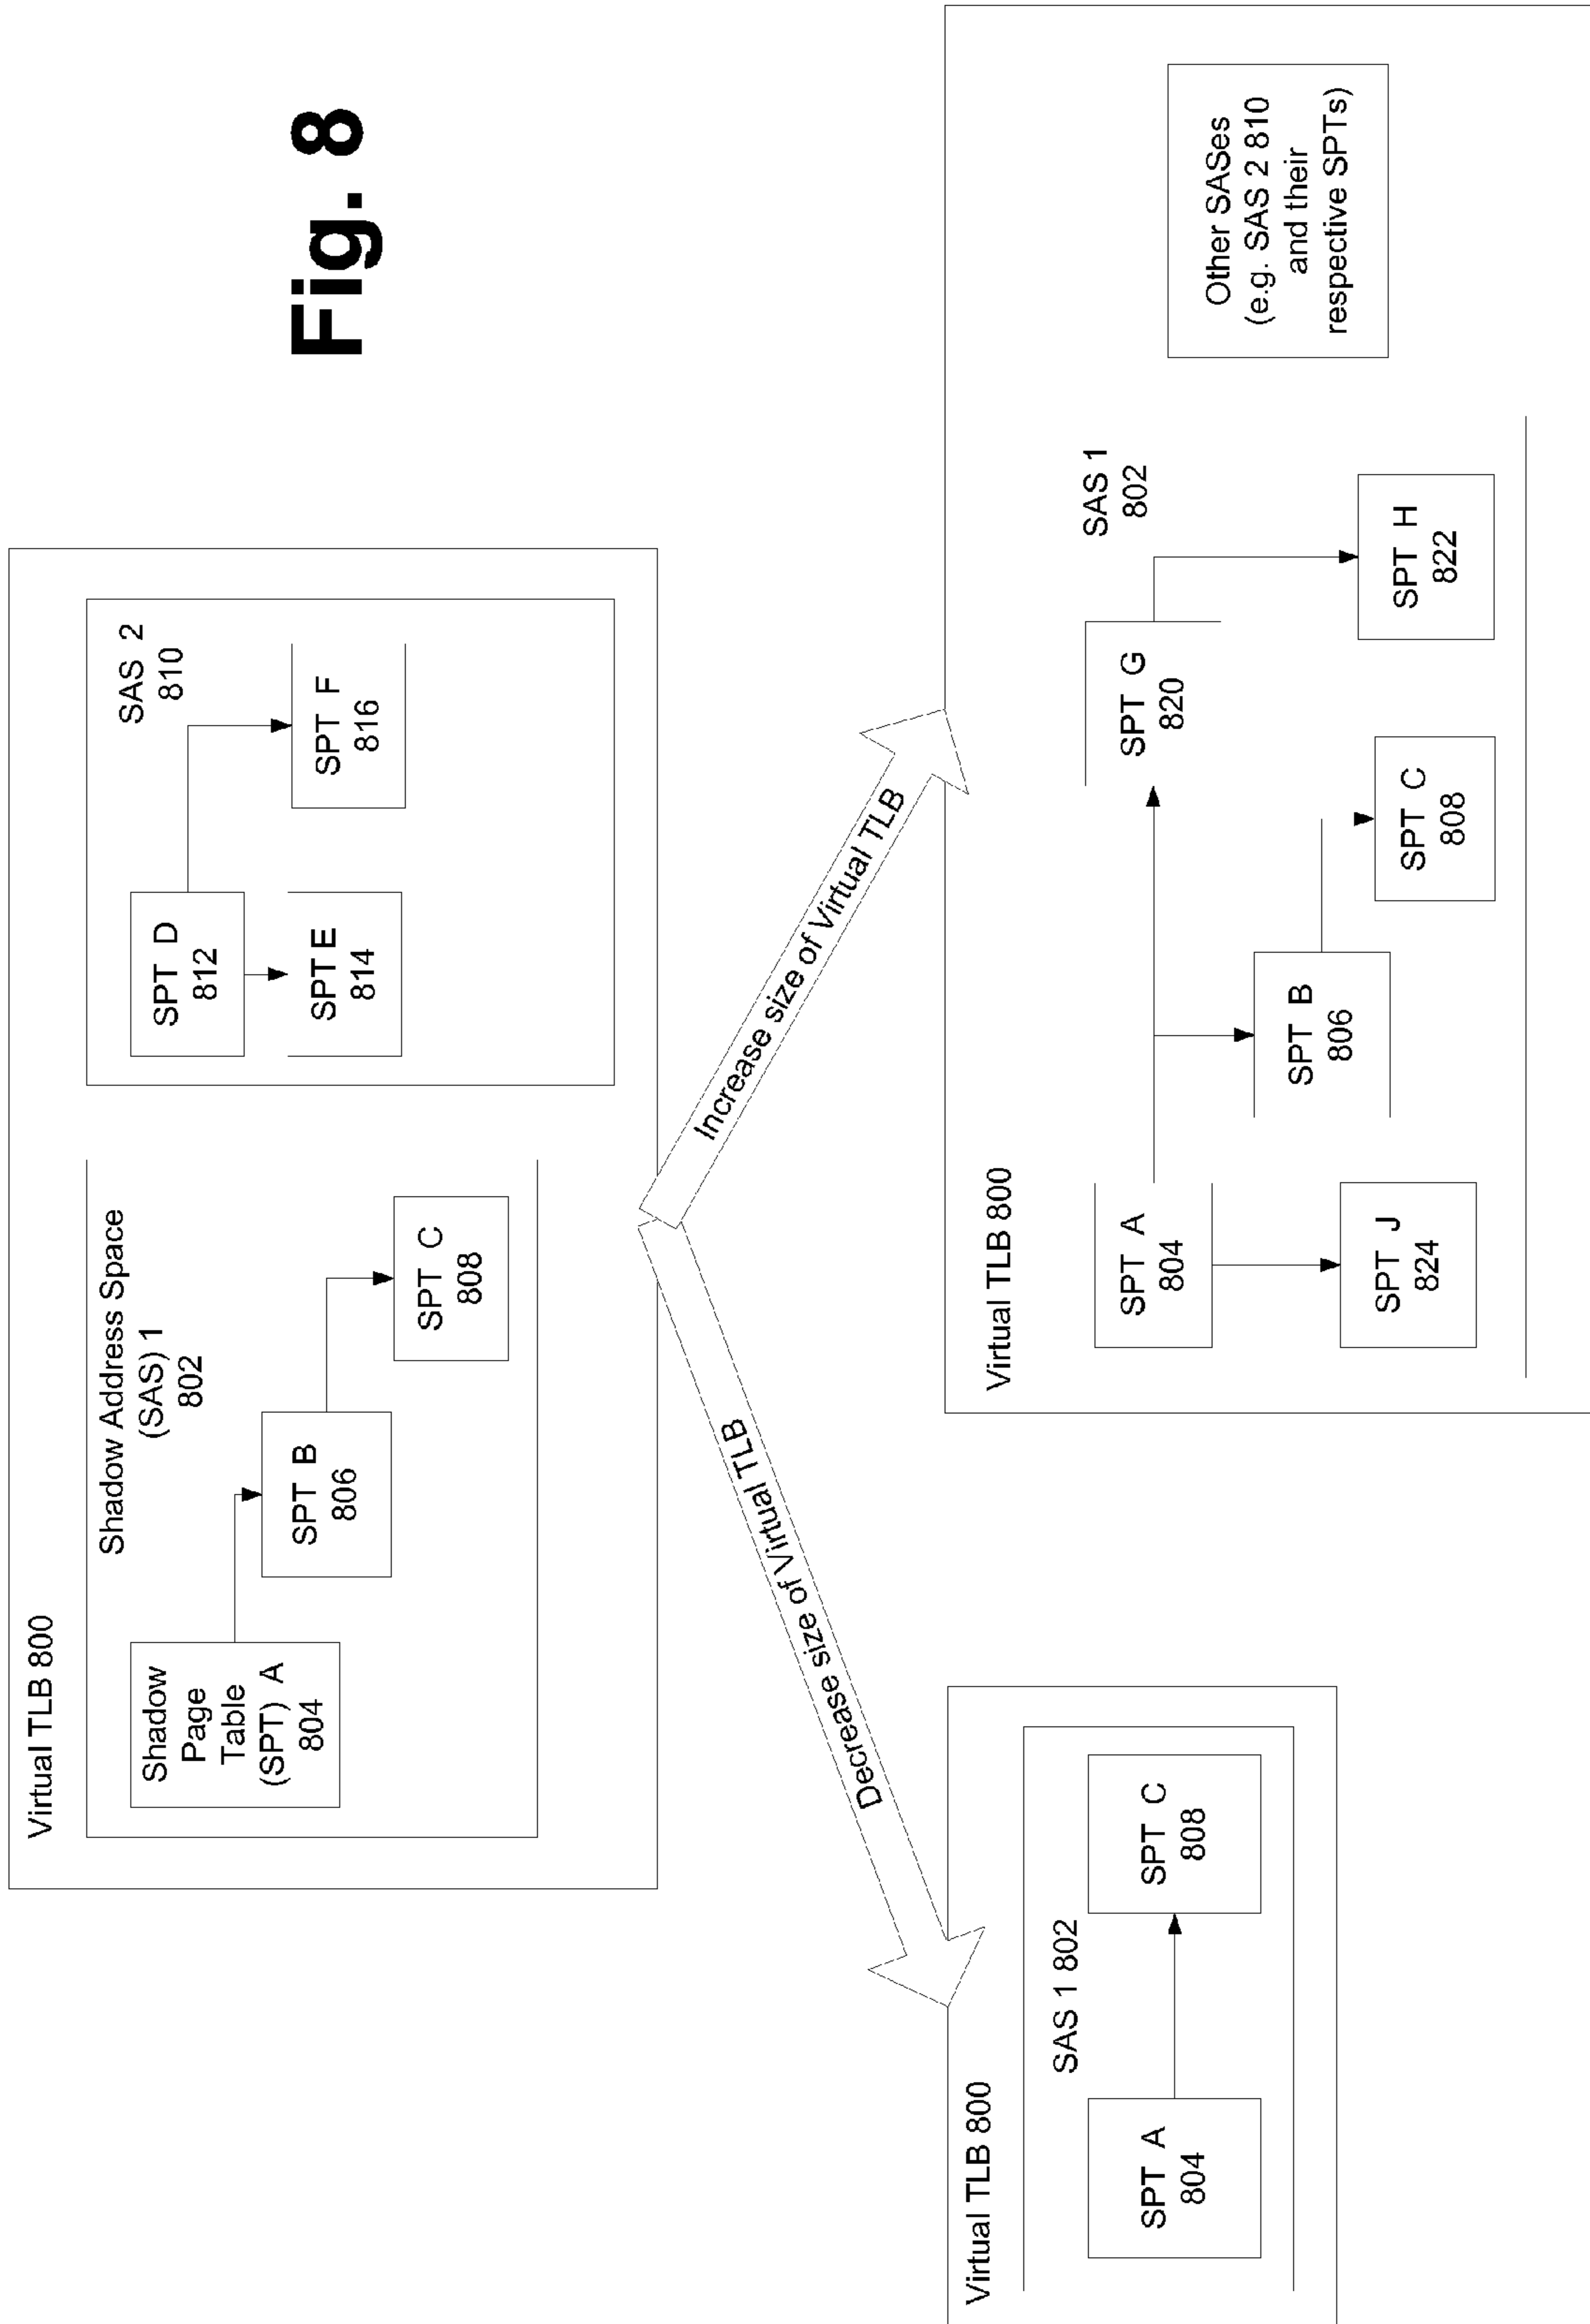 Fig. 8
Virtual TLB 800
Shadow Address Space
(SAS) 1
802
Shadow
Page
Table
(SPT) A
804
SPT B
806
SPT C
808
SAS 2
810
SPT D
812
SPT E
814
SPT F
816
Decrease size of Virtual TLB
Increase size of Virtual TLB
Virtual TLB 800
SAS 1 802
SPT A
804
SPT C
808
Virtual TLB 800
SPT A
804
SPT J
824
SPT B
806
SPT C
808
SPT G
820
SAS 1
802
SPT H
822
Other SASes
(e.g. SAS 2 810
and their
respective SPTs)